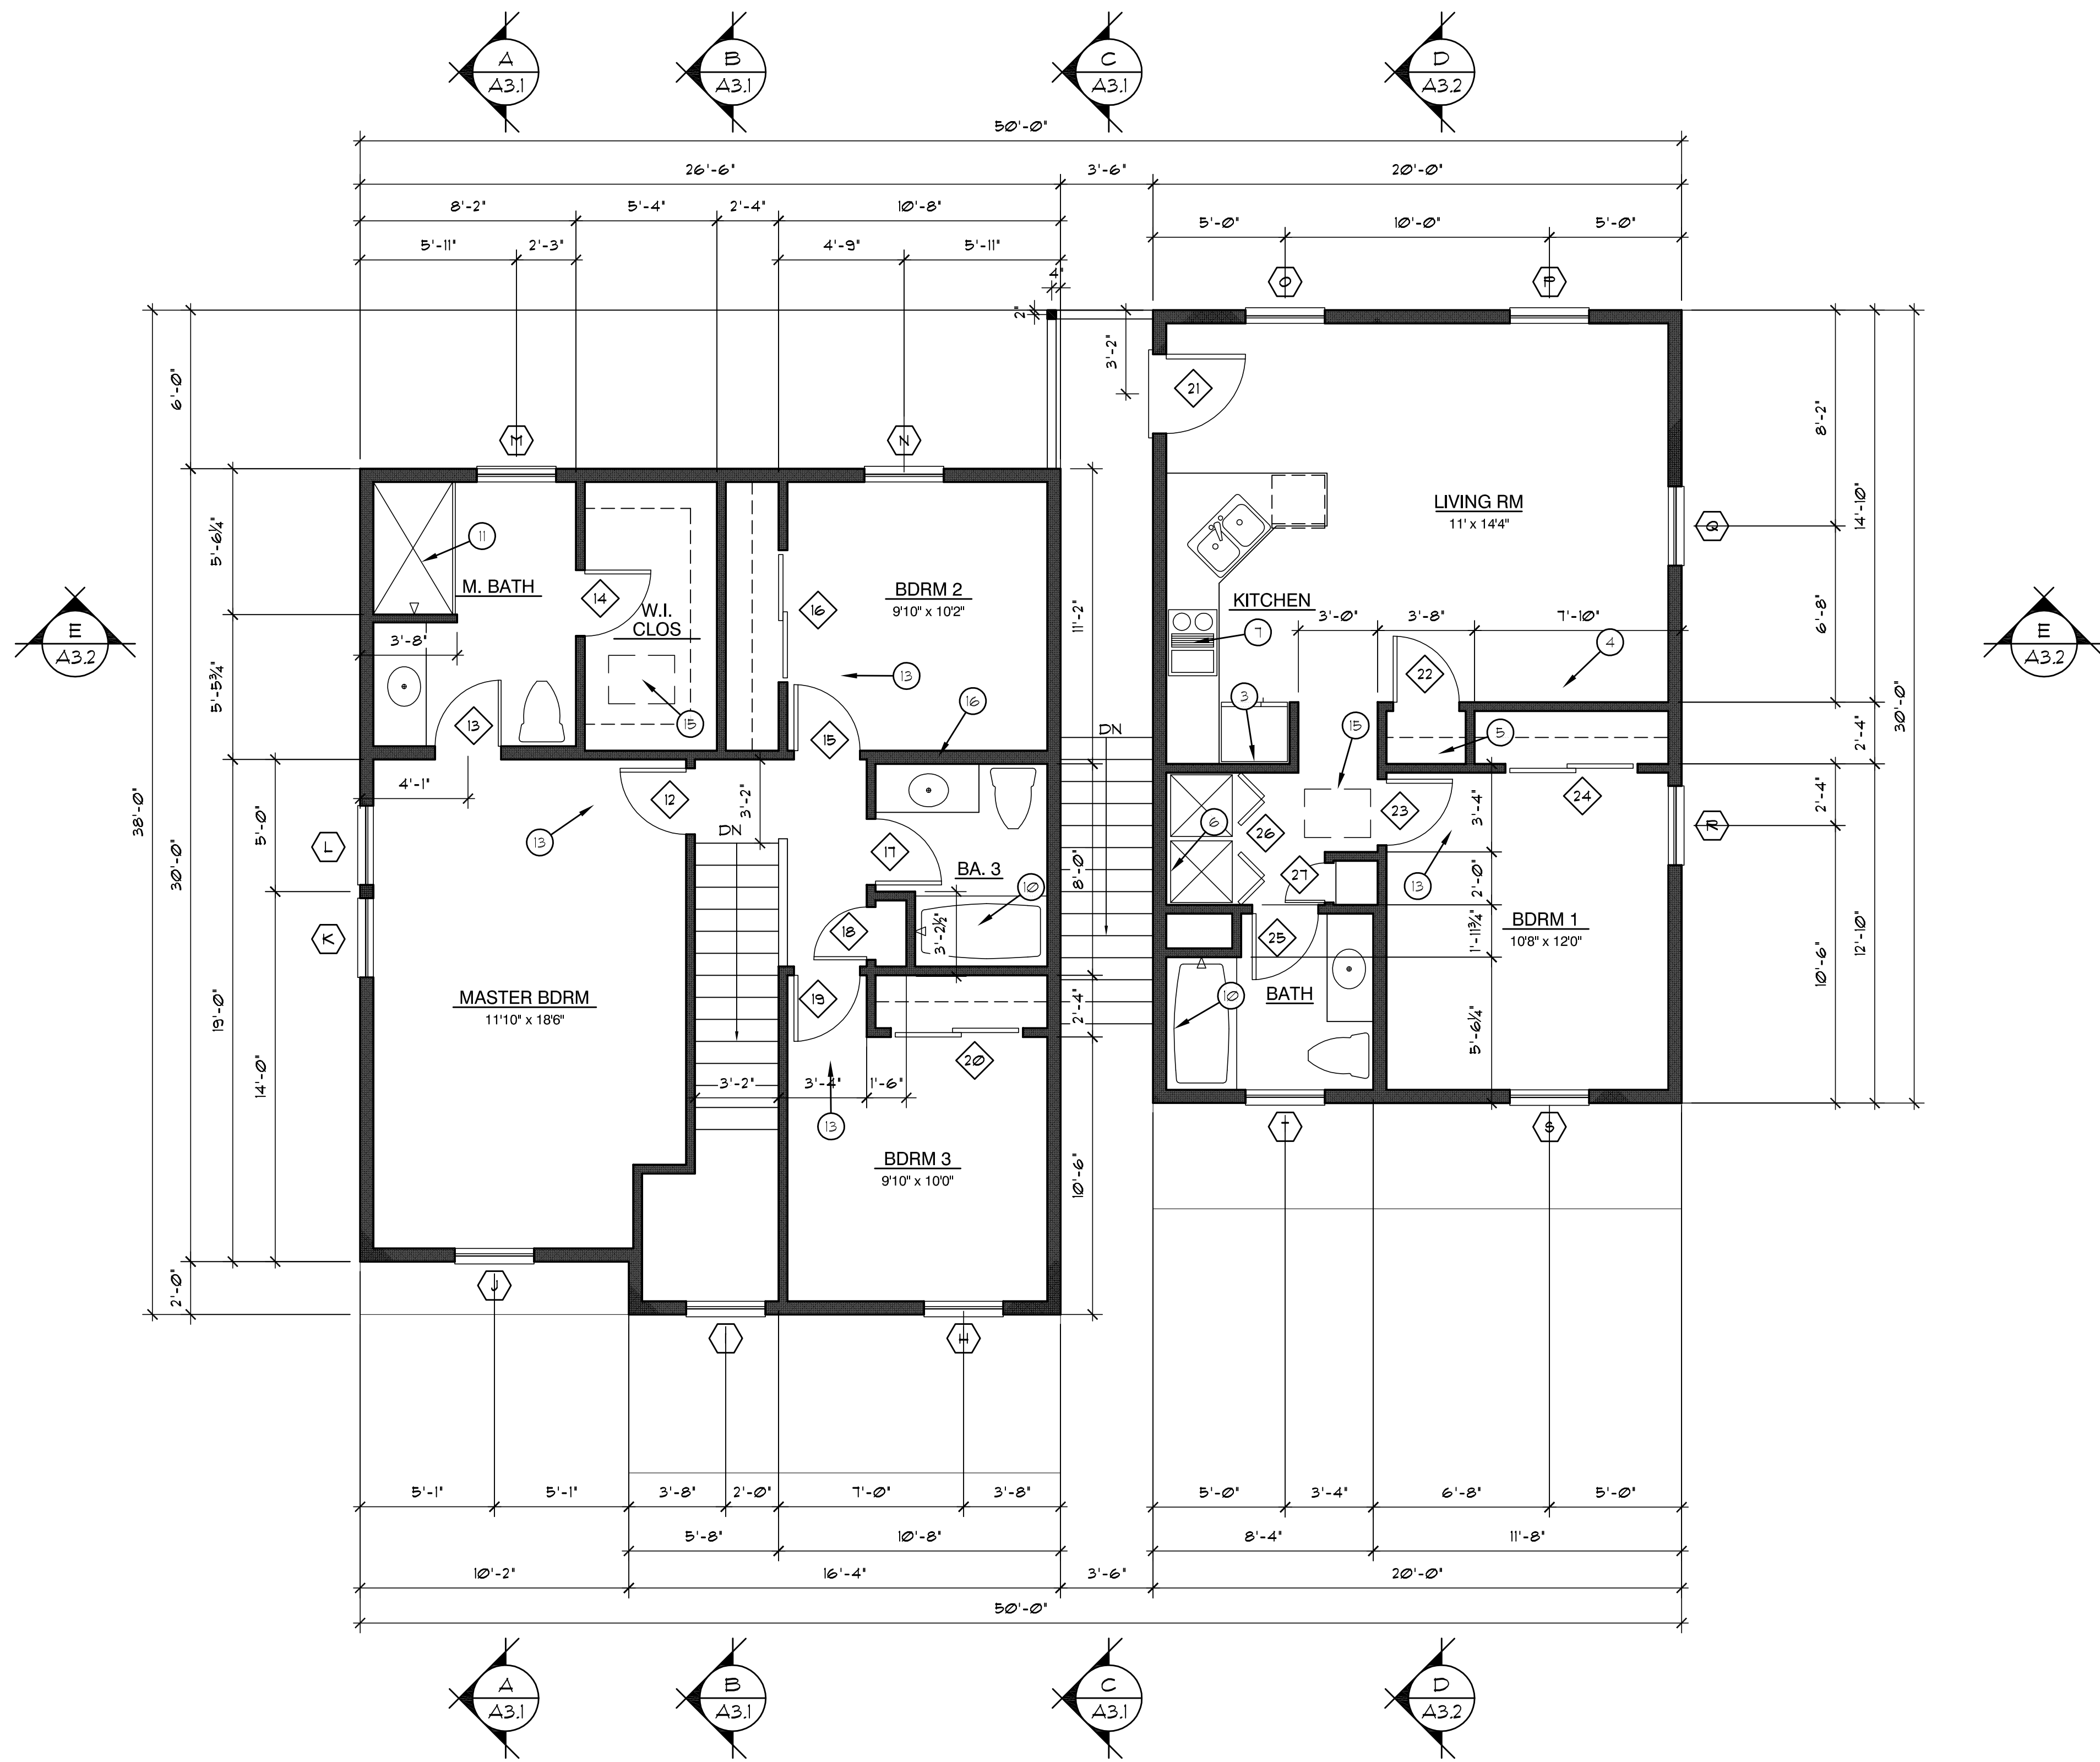 A
A3.1
B
A3.1
C
A3.1
D
A3.2
50'-0"
26'-6"
3'-6"
20'-0"
8'-2"
5'-4"
2'-4"
10'-8"
5'-0"
10'-0"
5'-0"
5'-11"
2'-3"
4'-9"
5'-11"
4"
O
P
2"
3'-2"
6'-0"
21
8'-2"
M
N
5'-6¼"
11
LIVING RM
11' x 14'4"
14'-10"
Q
M. BATH
14
W.I.
CLOS
16
BDRM 2
9'10" x 10'2"
KITCHEN
3'-0"
3'-8"
7'-10"
6'-8"
11'-2"
E
A3.2
3'-8"
7
4
E
A3.2
5'-5¾"
13
22
3
13
15
16
15
5
15
DN
30'-0"
2'-4"
4'-1"
12
3'-2"
24
2'-4"
38'-0"
30'-0"
5'-0"
13
DN
6
26
23
3'-4"
R
L
17
BA. 3
10
8'-0"
27
13
2'-0"
K
18
3'-2½"
25
1'-11¾"
BDRM 1
10'8" x 12'0"
10'-6"
12'-10"
MASTER BDRM
11'10" x 18'6"
19
2'-4"
10
BATH
19'-0"
5'-6¼"
14'-0"
20
3'-2"
3'-4"
1'-6"
13
T
S
BDRM 3
9'10" x 10'0"
10'-6"
2'-0"
J
H
5'-1"
5'-1"
3'-8"
2'-0"
7'-0"
3'-8"
5'-0"
3'-4"
6'-8"
5'-0"
5'-8"
10'-8"
8'-4"
11'-8"
10'-2"
16'-4"
3'-6"
20'-0"
50'-0"
A
A3.1
B
A3.1
C
A3.1
D
A3.2